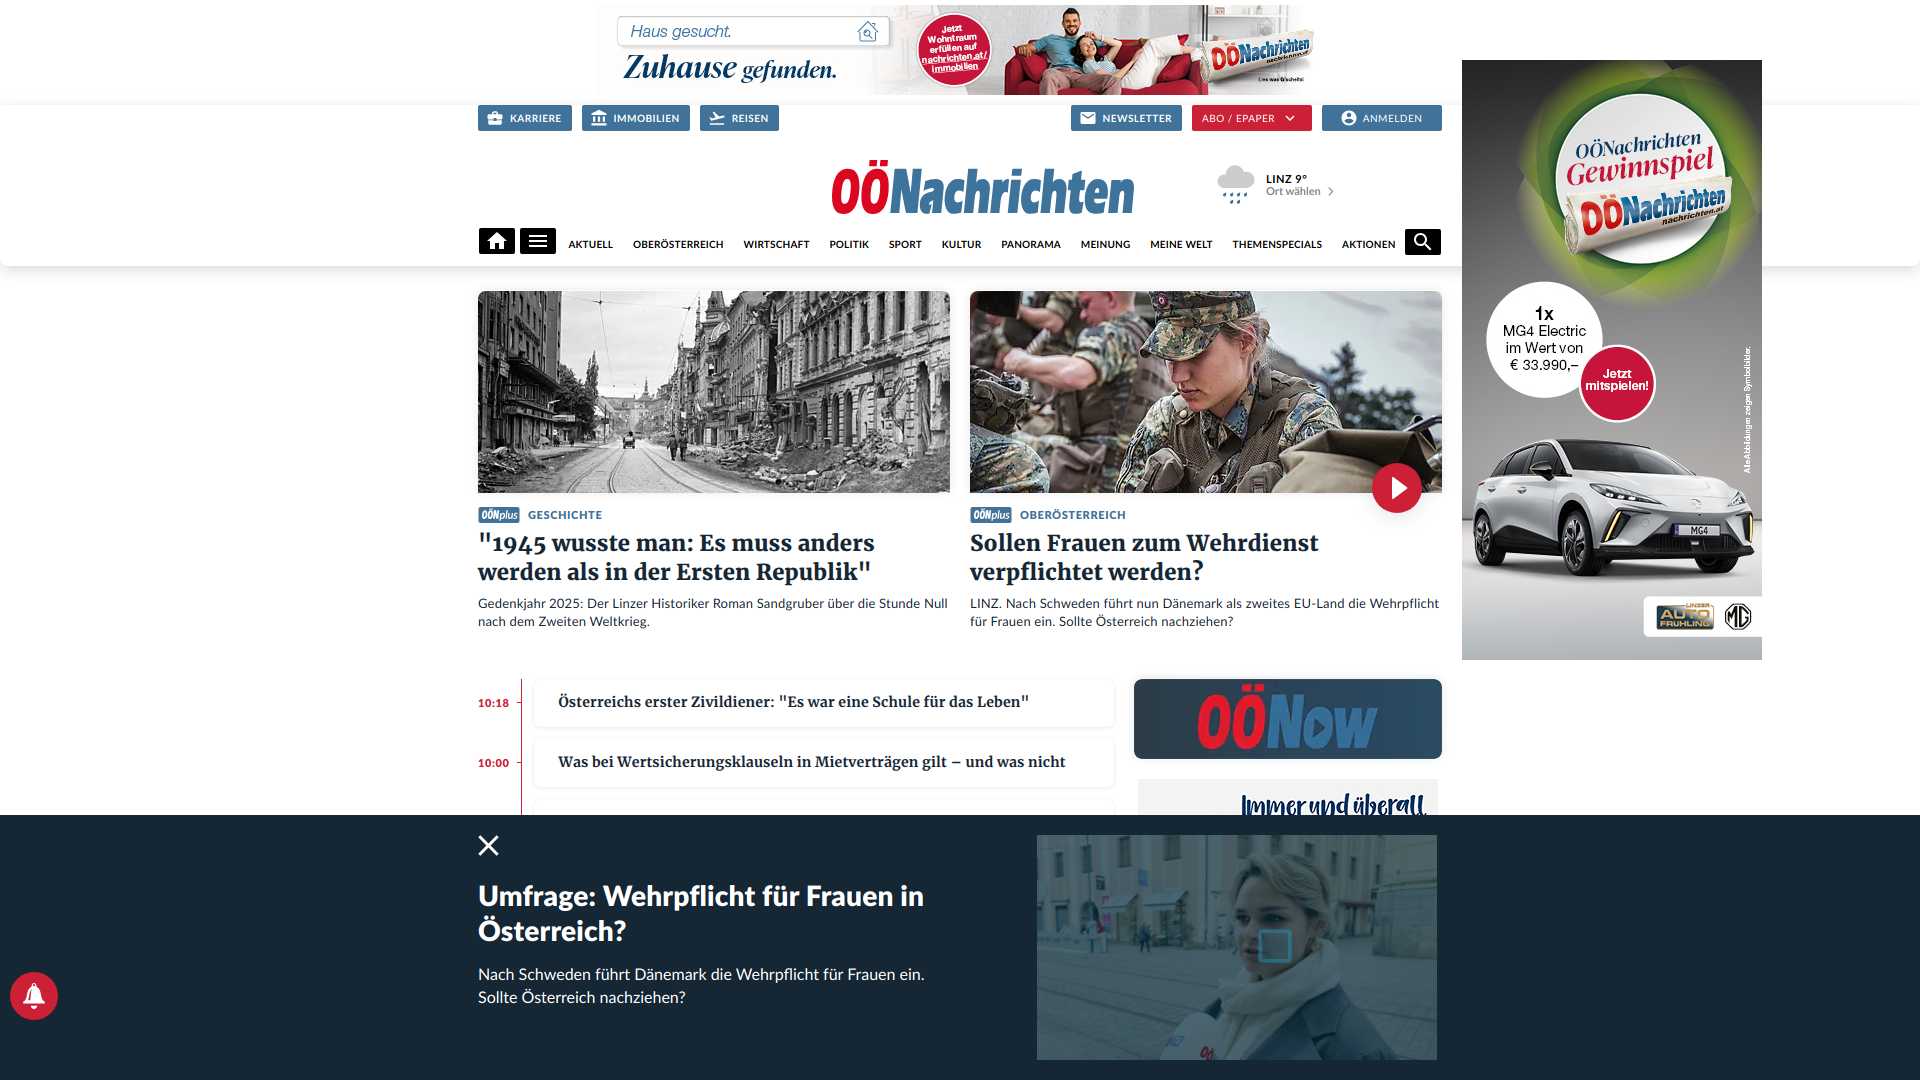 Haus gesucht.
Zuhause gefunden.
Jetzt
Wohntraum
erfüllen auf
nachrichten.at/
immobilien
OÖNachrichten
nachrichten.at
Lies was G'scheits!
KARRIERE
IMMOBILIEN
REISEN
NEWSLETTER
ABO / EPAPER
ANMELDEN
OÖNachrichten
LINZ 9°
Ort wählen
AKTUELL
OBERÖSTERREICH
WIRTSCHAFT
POLITIK
SPORT
KULTUR
PANORAMA
MEINUNG
MEINE WELT
THEMENSPECIALS
AKTIONEN
OÖNachrichten
Gewinnspiel
OÖNachrichten
nachrichten.at
1x
MG4 Electric
im Wert von
€ 33.990,–
Jetzt
mitspielen!
Alle Abbildungen zeigen Symbolbilder.
MG4
LINZER
AUTO
FRÜHLING
MG
OÖNplus GESCHICHTE
"1945 wusste man: Es muss anders
werden als in der Ersten Republik"
Gedenkjahr 2025: Der Linzer Historiker Roman Sandgruber über die Stunde Null
nach dem Zweiten Weltkrieg.
OÖNplus OBERÖSTERREICH
Sollen Frauen zum Wehrdienst
verpflichtet werden?
LINZ. Nach Schweden führt nun Dänemark als zweites EU-Land die Wehrpflicht
für Frauen ein. Sollte Österreich nachziehen?
10:18 Österreichs erster Zivildiener: "Es war eine Schule für das Leben"
10:00 Was bei Wertsicherungsklauseln in Mietverträgen gilt – und was nicht
OÖNow
Immer und überall
Umfrage: Wehrpflicht für Frauen in
Österreich?
Nach Schweden führt Dänemark die Wehrpflicht für Frauen ein.
Sollte Österreich nachziehen?